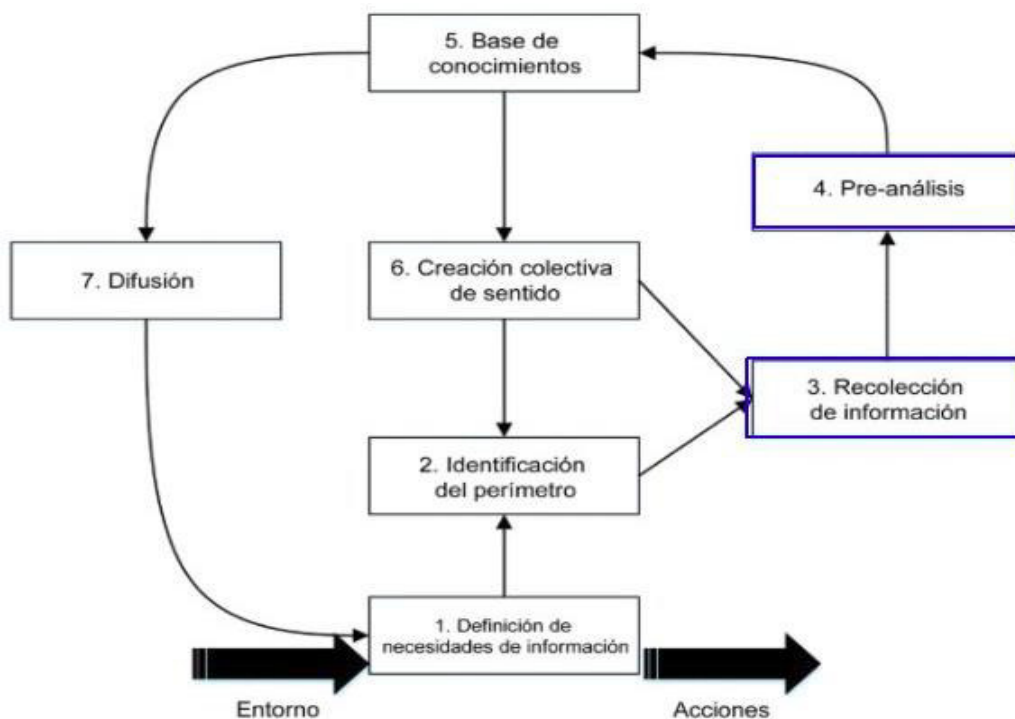 5. Base de
conocimientos
4. Pre-análisis
7. Difusión
6. Creación colectiva
de sentido
3. Recolección
de información
2. Identificación
del perímetro
1. Definición de
necesidades de información
Entorno
Acciones